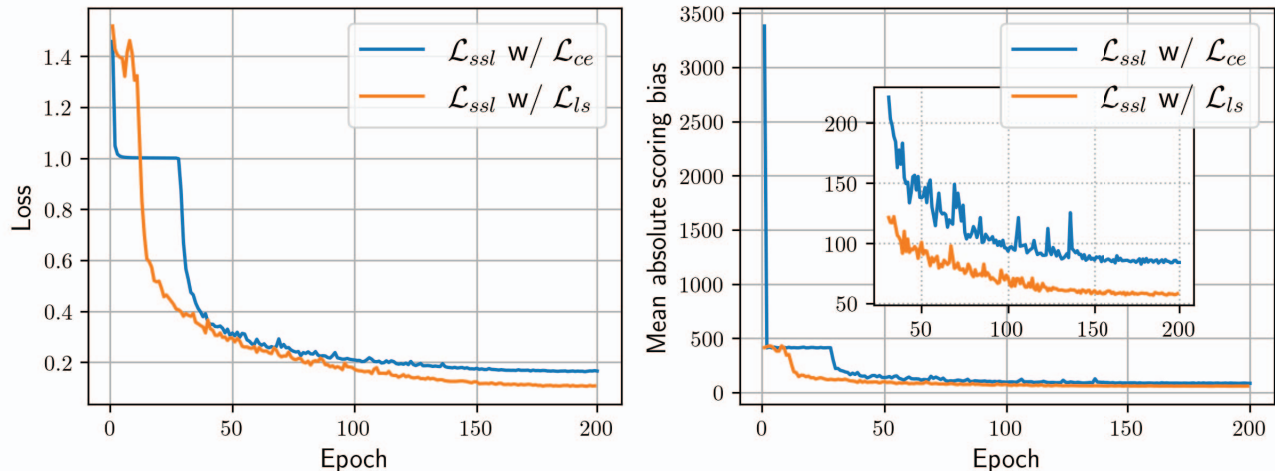 1.4
1.2
1.0
0.8
0.6
0.4
0.2
Loss
0 50 100 150 200
Epoch
ℒssl w/ ℒce
ℒssl w/ ℒls
3500
3000
2500
2000
1500
1000
500
0
Mean absolute scoring bias
0 50 100 150 200
Epoch
ℒssl w/ ℒce
ℒssl w/ ℒls
200
150
100
50
50 100 150 200